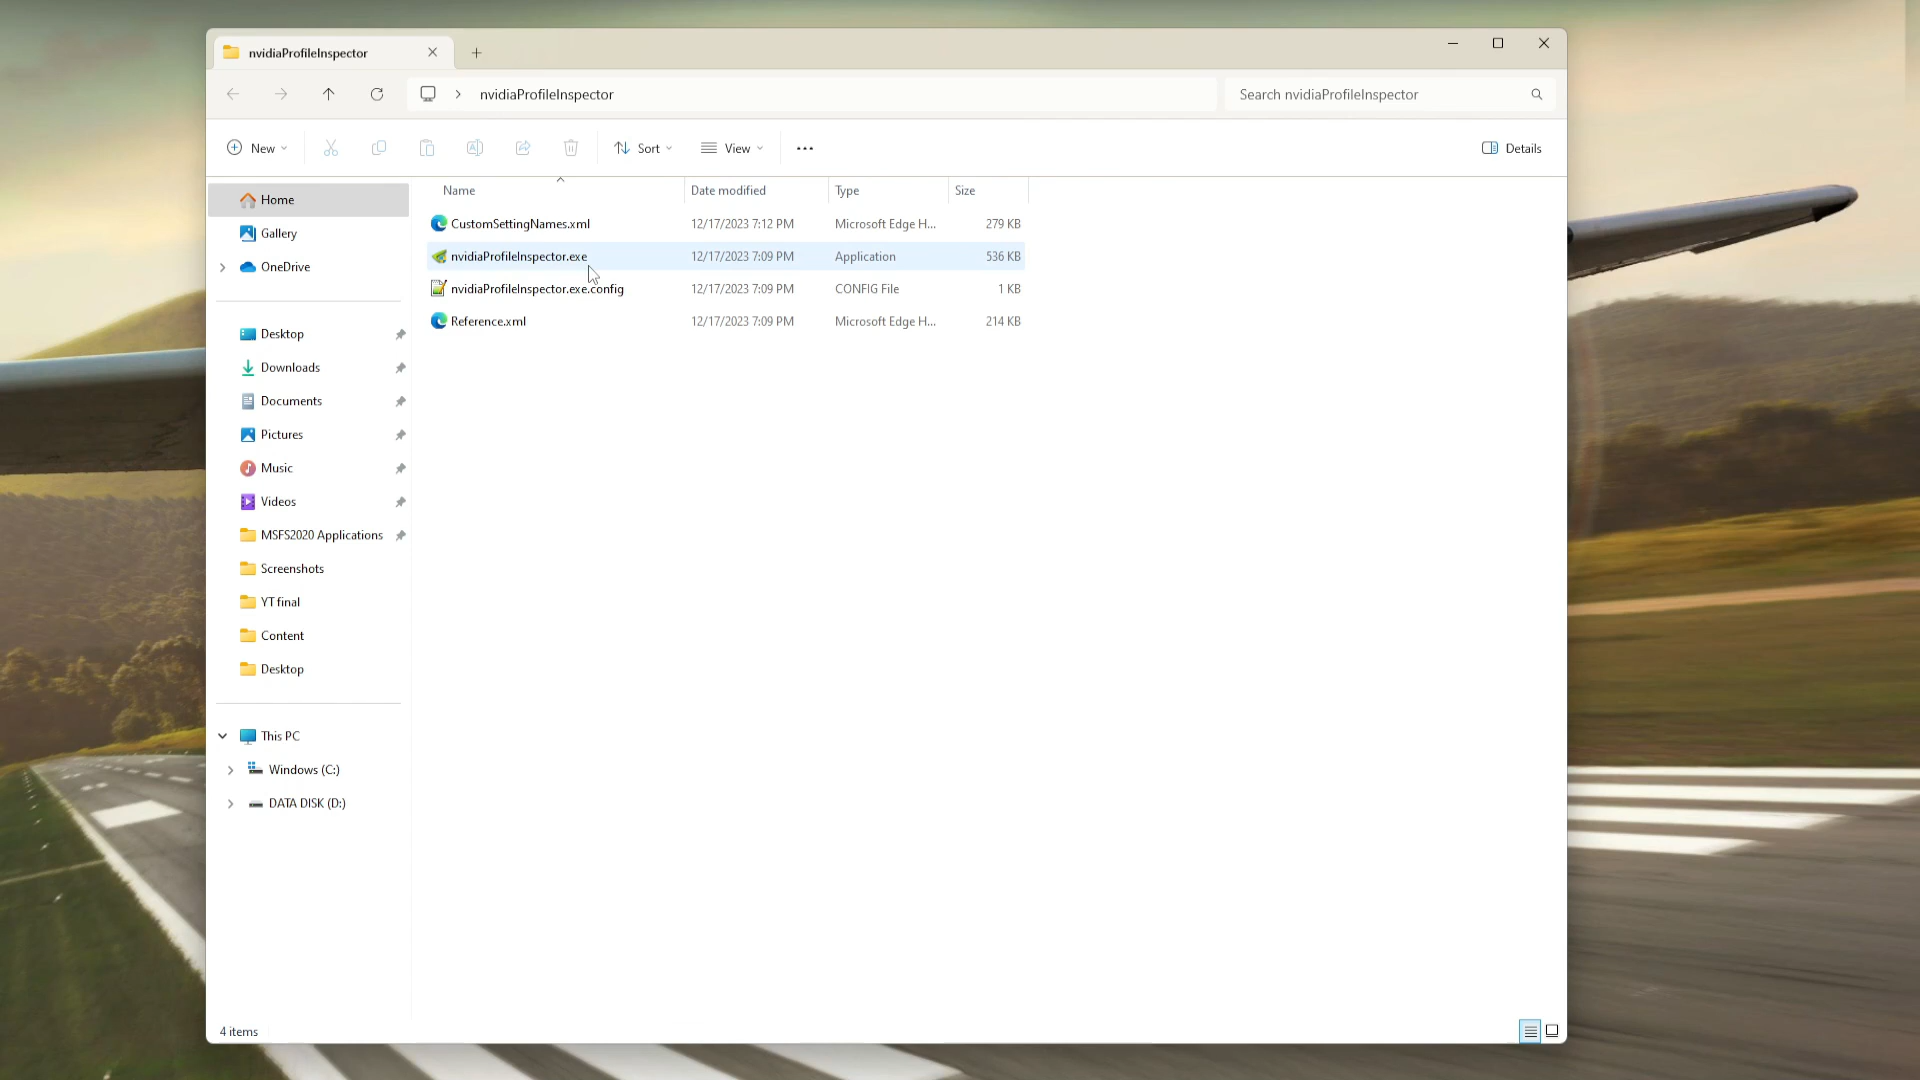 nvidiaProfileInspector
nvidiaProfileInspector
Search nvidiaProfileInspector
New
Sort
View
Details
Name
Date modified
Type
Size
Home
Gallery
OneDrive
Desktop
Downloads
Documents
Pictures
Music
Videos
MSFS2020 Applications
Screenshots
YT final
Content
Desktop
This PC
Windows (C:)
DATA DISK (D:)
CustomSettingNames.xml 12/17/2023 7:12 PM Microsoft Edge H... 279 KB
nvidiaProfileInspector.exe 12/17/2023 7:09 PM Application 536 KB
nvidiaProfileInspector.exe.config 12/17/2023 7:09 PM CONFIG File 1 KB
Reference.xml 12/17/2023 7:09 PM Microsoft Edge H... 214 KB
4 items